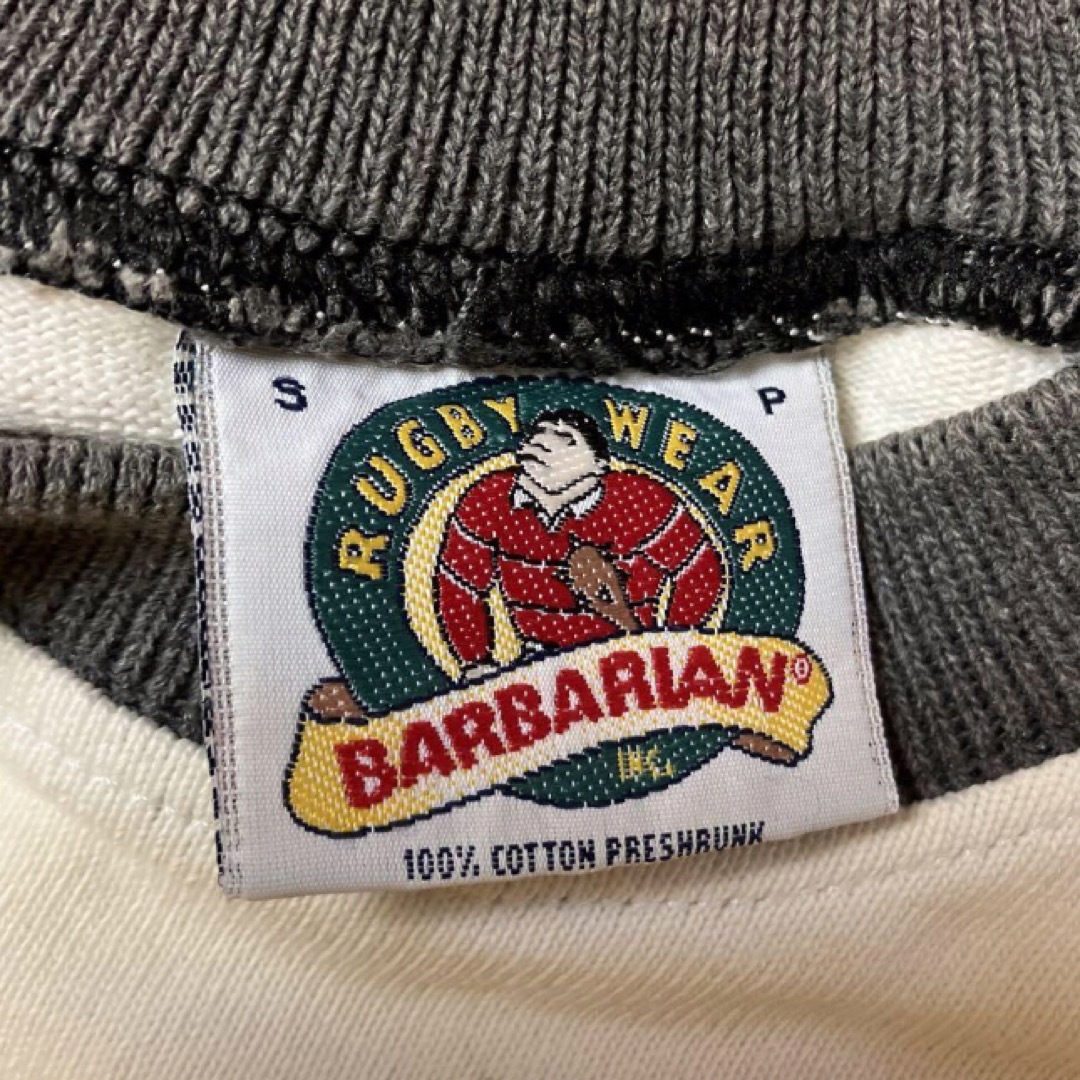 S P
RUGBY WEAR
BARBARIAN®
INC.
100% COTTON PRESHRUNK